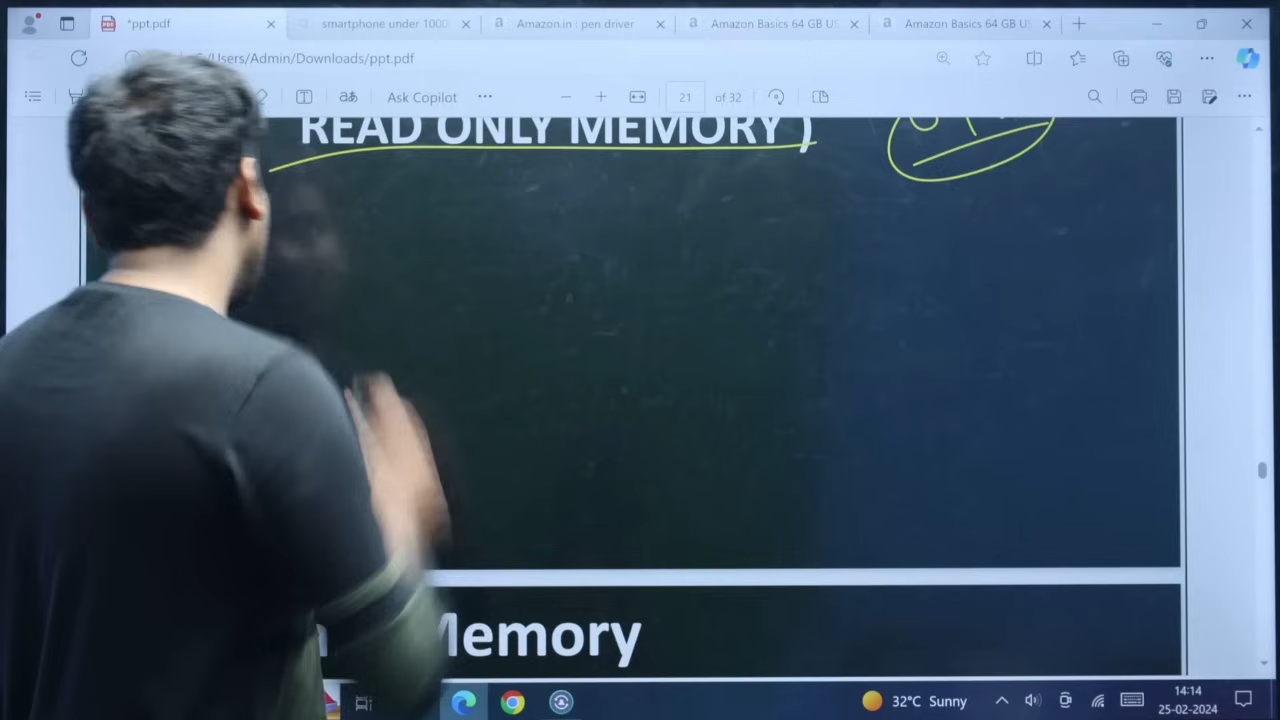 *ppt.pdf
smartphone under 1000
Amazon.in : pen driver
Amazon Basics 64 GB US
Amazon Basics 64 GB US
/Users/Admin/Downloads/ppt.pdf
Ask Copilot
21
of 32
READ ONLY MEMORY )
Memory
32°C Sunny
14:14
25-02-2024